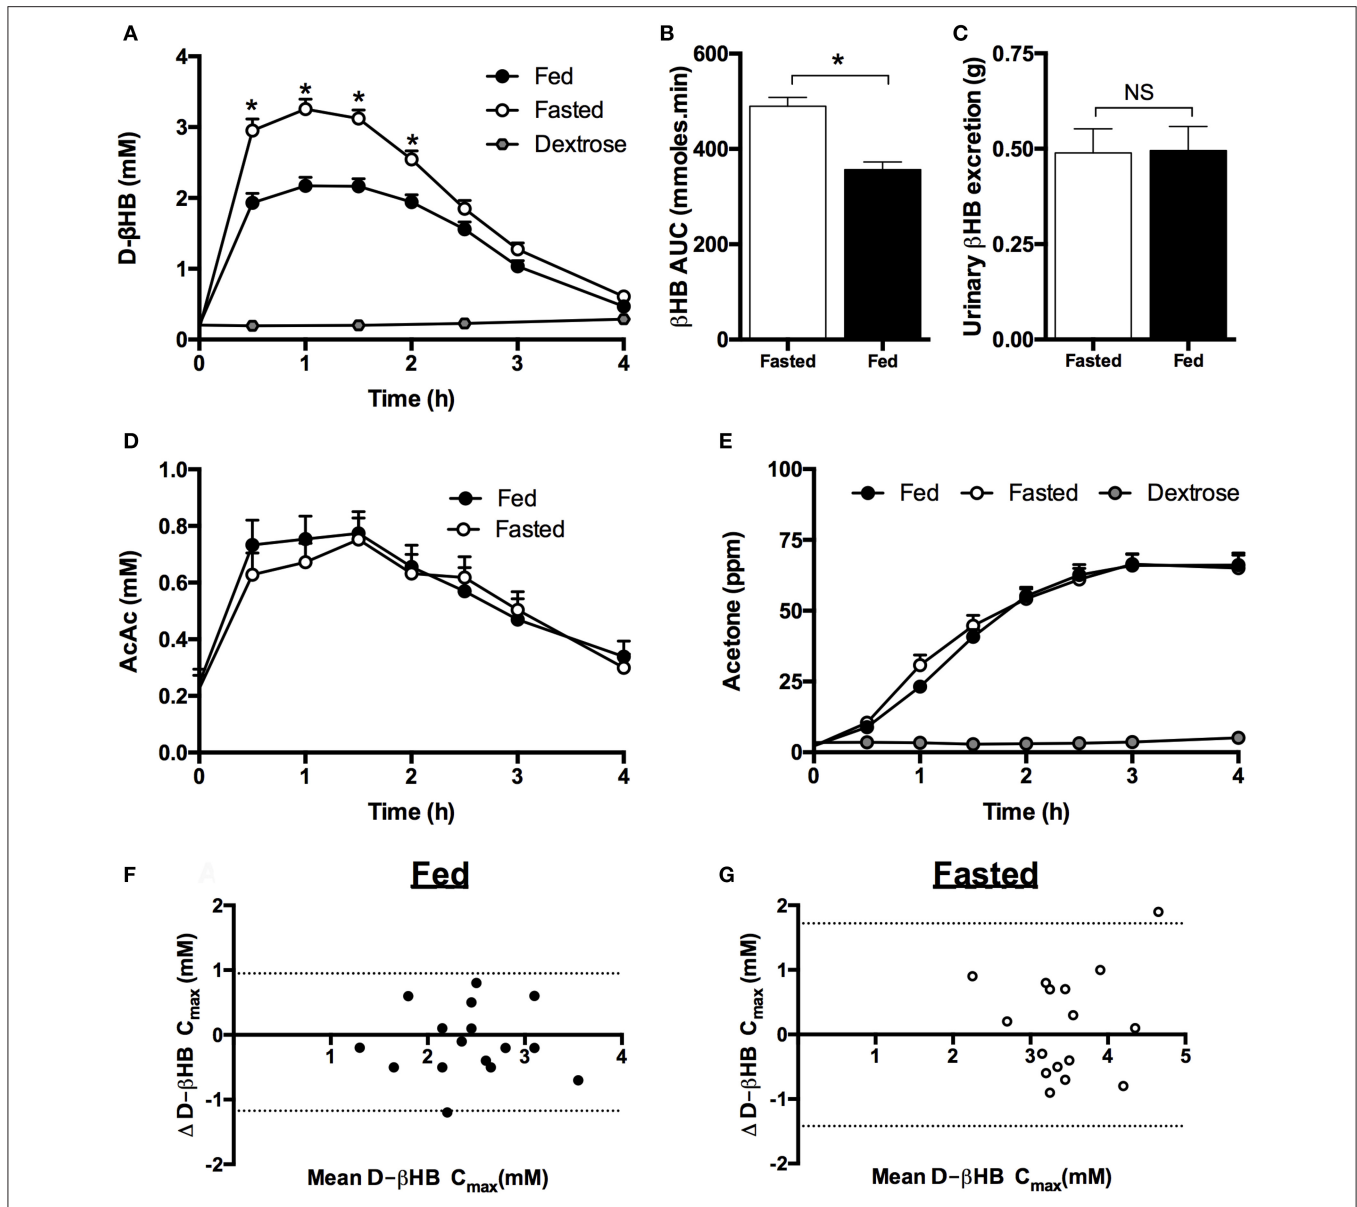 A
D-βHB (mM)
4
3
2
1
0
* * * *
Fed
Fasted
Dextrose
0 1 2 3 4
Time (h)
B
βHB AUC (mmoles.min)
600
400
200
0
*
Fasted Fed
C
Urinary βHB excretion (g)
0.75
0.50
0.25
0.00
NS
Fasted Fed
D
AcAc (mM)
1.0
0.8
0.6
0.4
0.2
0.0
Fed
Fasted
0 1 2 3 4
Time (h)
E
Acetone (ppm)
100
75
50
25
0
Fed Fasted Dextrose
0 1 2 3 4
Time (h)
F
A
Fed
Δ D-βHB Cmax (mM)
2
1
0
-1
-2
1 2 3 4
Mean D-βHB Cmax(mM)
G
Fasted
Δ D-βHB Cmax (mM)
2
1
0
-1
-2
1 2 3 4 5
Mean D-βHB Cmax(mM)